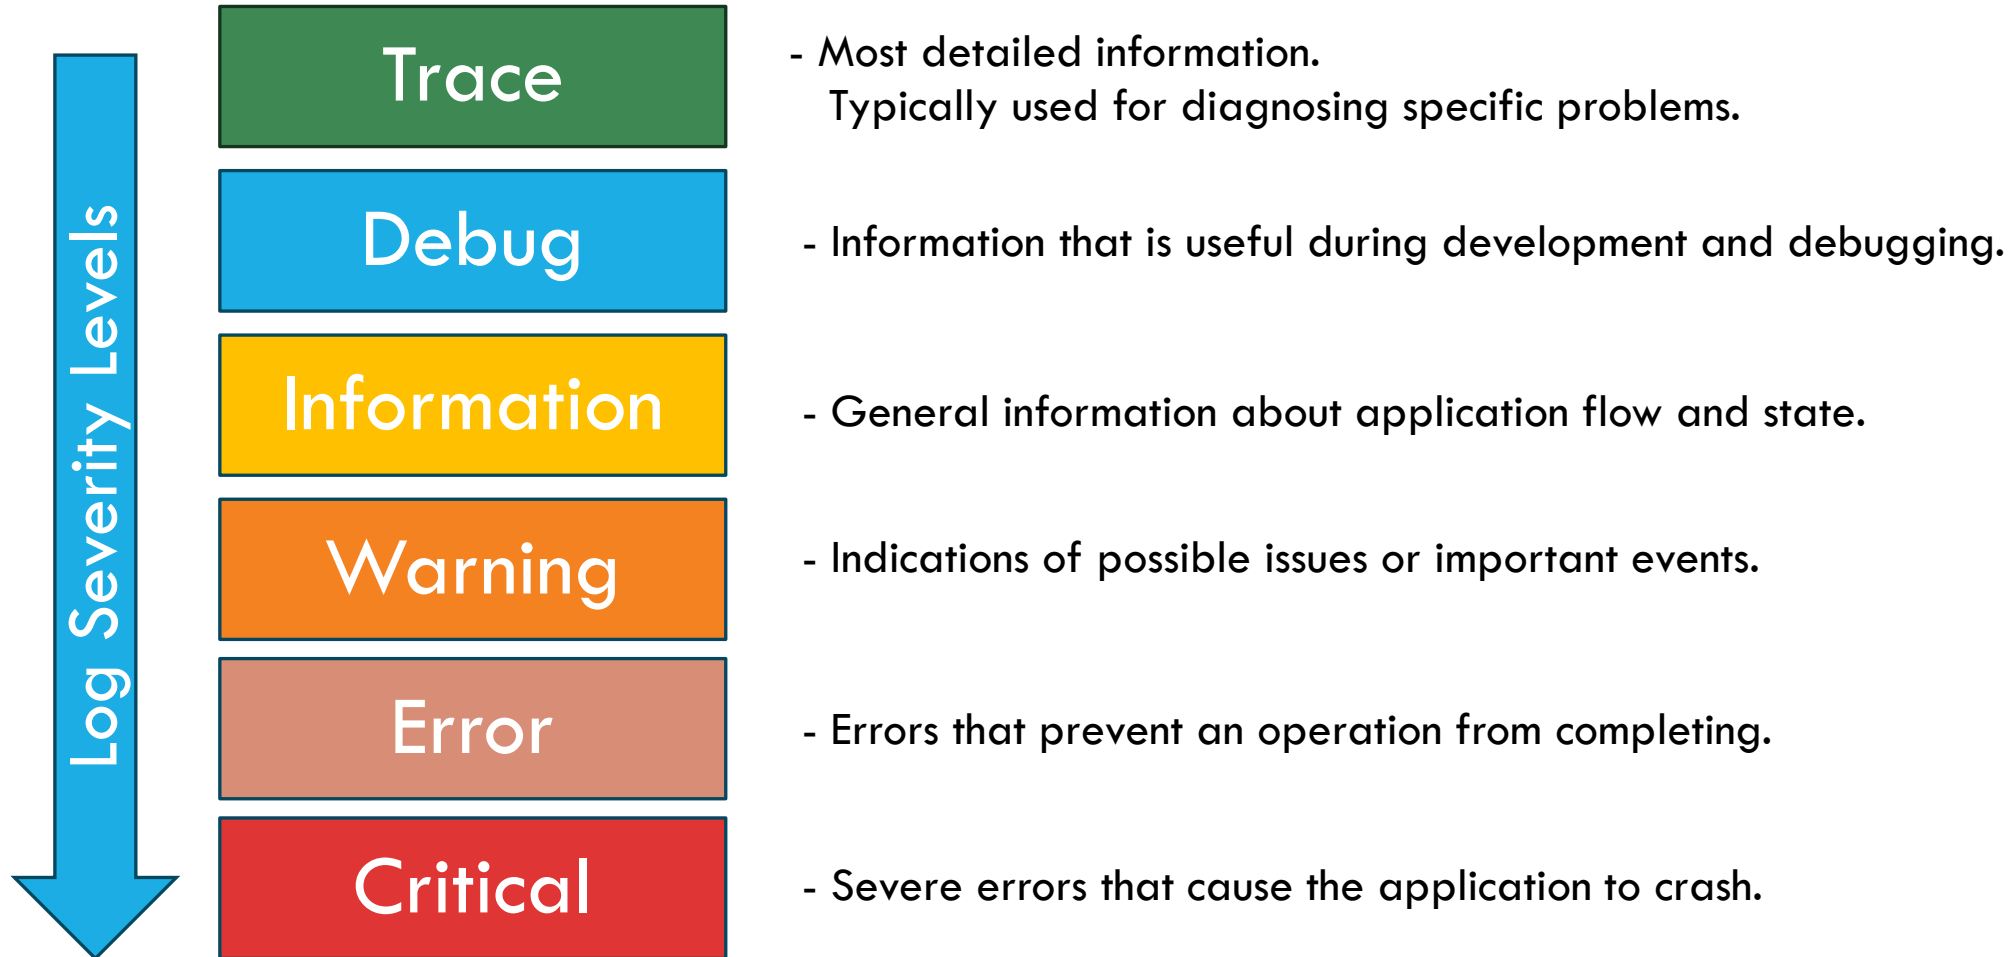 Log Severity Levels
Trace
- Most detailed information.
Typically used for diagnosing specific problems.
Debug
- Information that is useful during development and debugging.
Information
- General information about application flow and state.
Warning
- Indications of possible issues or important events.
Error
- Errors that prevent an operation from completing.
Critical
- Severe errors that cause the application to crash.